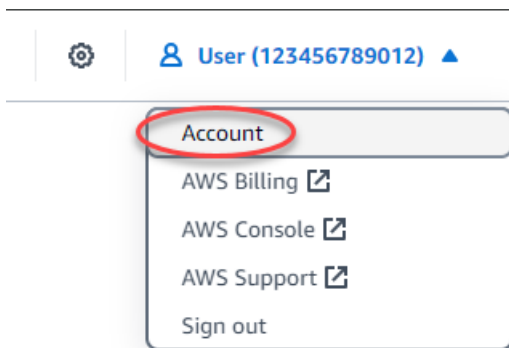 User (123456789012)
Account
AWS Billing
AWS Console
AWS Support
Sign out